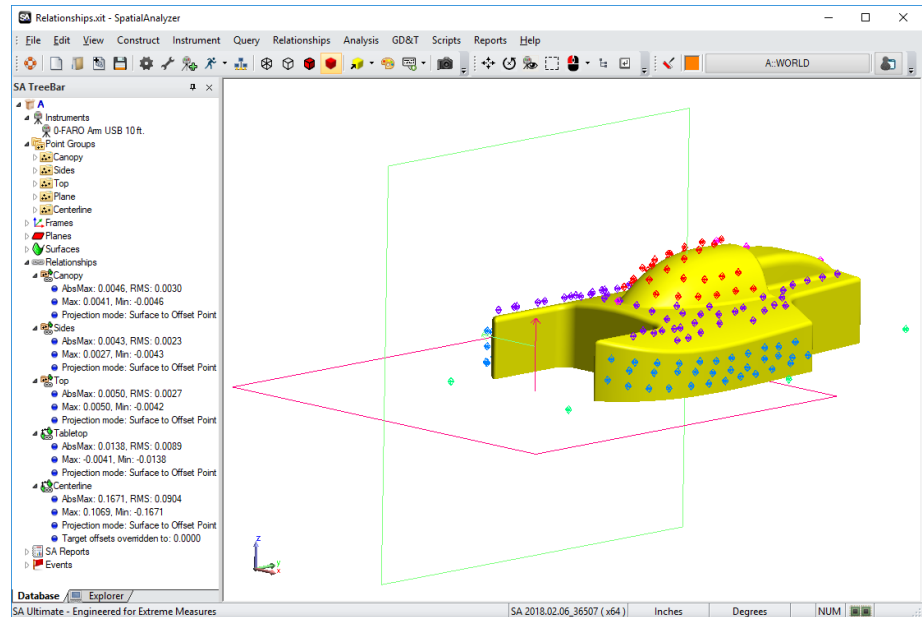 Relationships.xit - SpatialAnalyzer
File Edit View Construct Instrument Query Relationships Analysis GD&T Scripts Reports Help
A::WORLD
SA TreeBar
A
Instruments
0-FARO Arm USB 10 ft.
Point Groups
Canopy
Sides
Top
Plane
Centerline
Frames
Planes
Surfaces
Relationships
Canopy
AbsMax: 0.0046, RMS: 0.0030
Max: 0.0041, Min: -0.0046
Projection mode: Surface to Offset Point
Sides
AbsMax: 0.0043, RMS: 0.0023
Max: 0.0027, Min: -0.0043
Projection mode: Surface to Offset Point
Top
AbsMax: 0.0050, RMS: 0.0027
Max: 0.0050, Min: -0.0042
Projection mode: Surface to Offset Point
Tabletop
AbsMax: 0.0138, RMS: 0.0089
Max: -0.0041, Min: -0.0138
Projection mode: Surface to Offset Point
Centerline
AbsMax: 0.1671, RMS: 0.0904
Max: 0.1069, Min: -0.1671
Projection mode: Surface to Offset Point
Target offsets overridden to: 0.0000
SA Reports
Events
z
y
x
Database Explorer
SA Ultimate - Engineered for Extreme Measures
SA 2018.02.06_36507 ( x64 ) Inches Degrees NUM